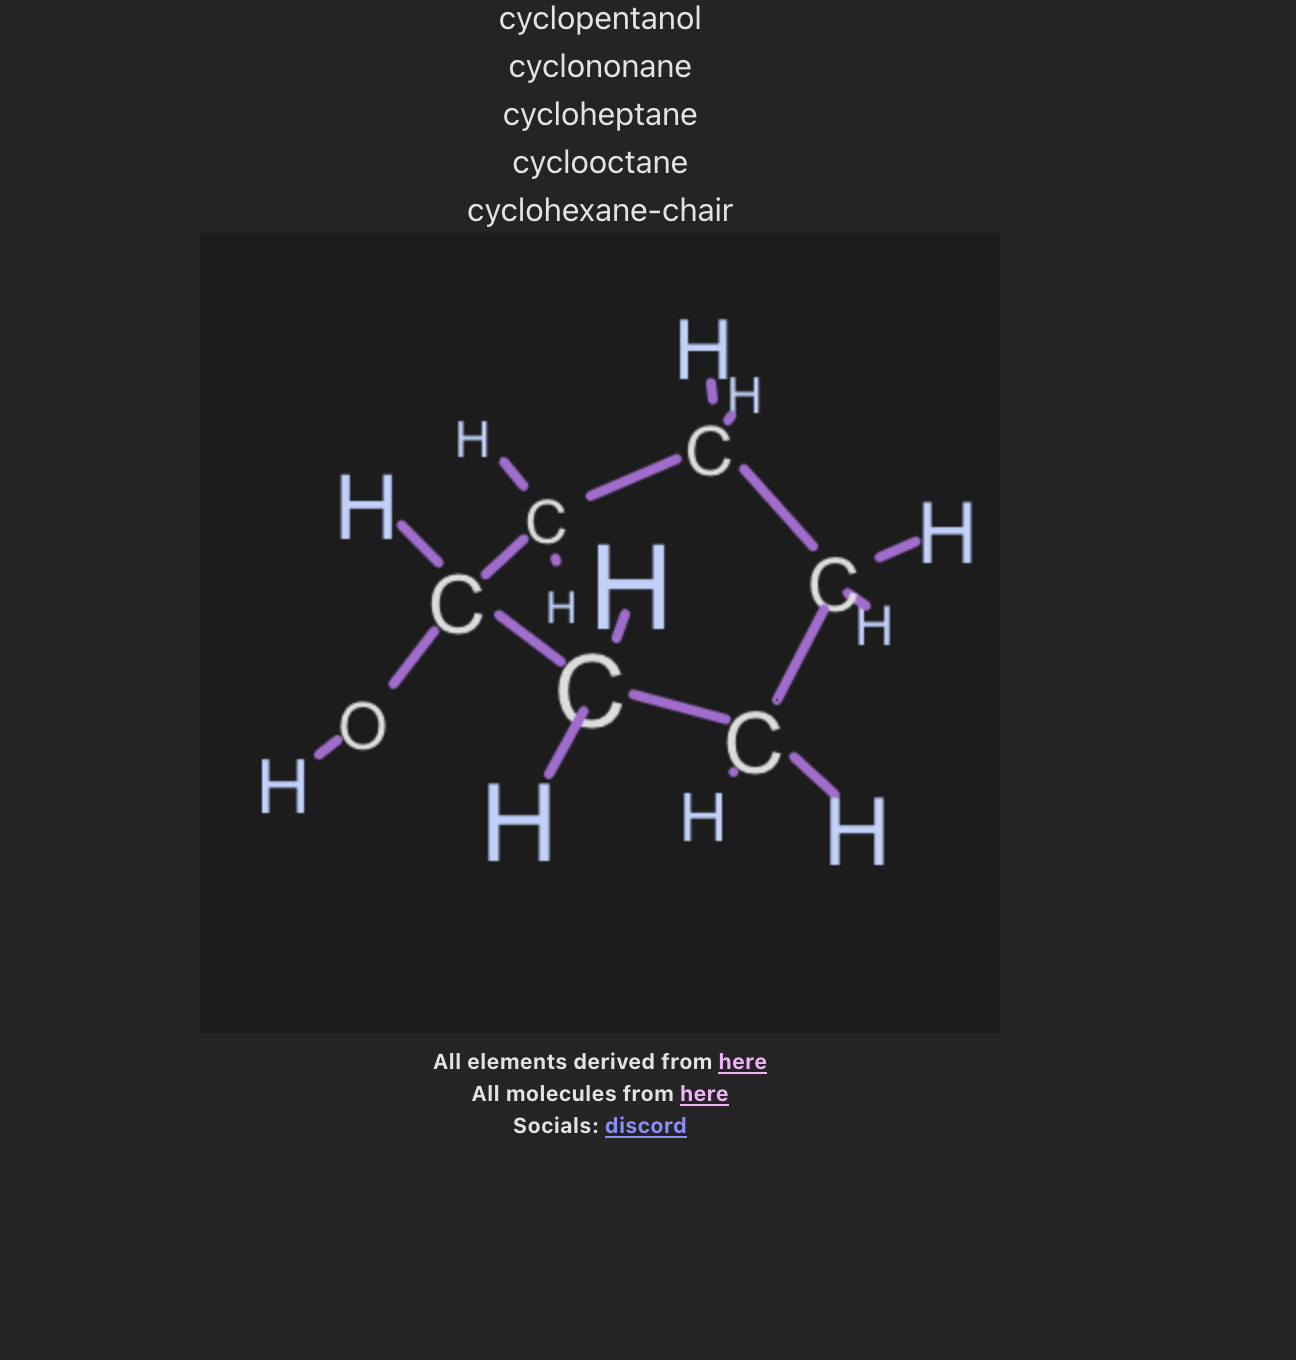 cyclopentanol
cyclononane
cycloheptane
cyclooctane
cyclohexane-chair
H
H
H
C
H
C
H
H
C
C
H
H
H
C
C
O
H
H
H
H
All elements derived from here
All molecules from here
Socials: discord